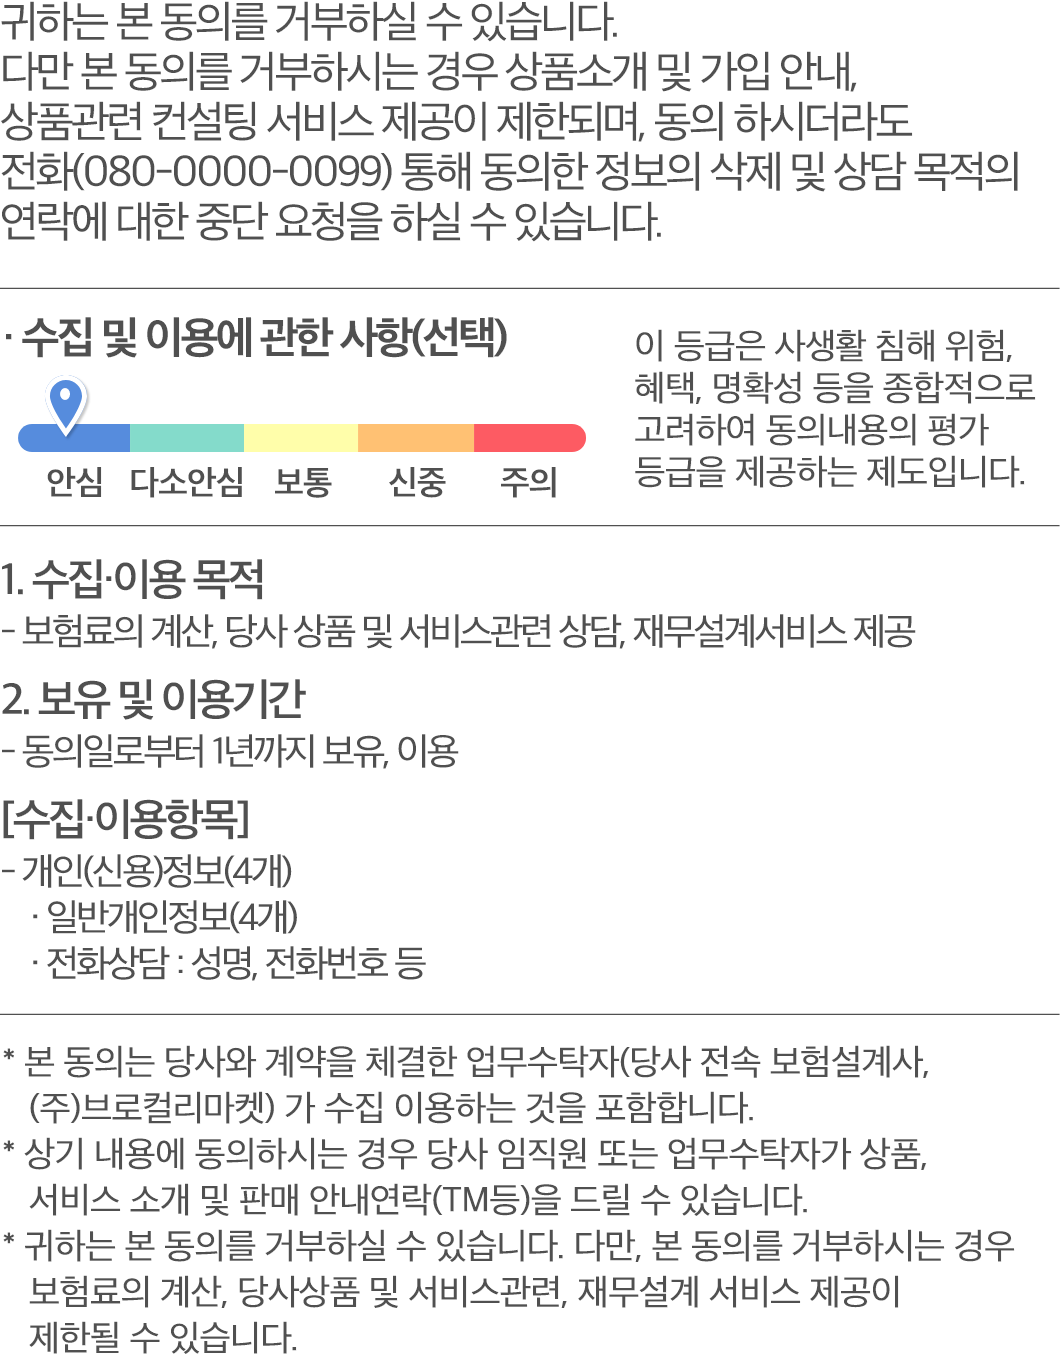 귀하는 본 동의를 거부하실 수 있습니다.
다만 본 동의를 거부하시는 경우 상품소개 및 가입 안내,
상품관련 컨설팅 서비스 제공이 제한되며, 동의 하시더라도
전화(080-0000-0099) 통해 동의한 정보의 삭제 및 상담 목적의
연락에 대한 중단 요청을 하실 수 있습니다.
· 수집 및 이용에 관한 사항(선택)
안심 다소안심 보통 신중 주의
이 등급은 사생활 침해 위험,
혜택, 명확성 등을 종합적으로
고려하여 동의내용의 평가
등급을 제공하는 제도입니다.
1. 수집·이용 목적
- 보험료의 계산, 당사 상품 및 서비스관련 상담, 재무설계서비스 제공
2. 보유 및 이용기간
- 동의일로부터 1년까지 보유, 이용
[수집·이용항목]
- 개인(신용)정보(4개)
· 일반개인정보(4개)
· 전화상담 : 성명, 전화번호 등
* 본 동의는 당사와 계약을 체결한 업무수탁자(당사 전속 보험설계사,
(주)브로컬리마켓) 가 수집 이용하는 것을 포함합니다.
* 상기 내용에 동의하시는 경우 당사 임직원 또는 업무수탁자가 상품,
서비스 소개 및 판매 안내연락(TM등)을 드릴 수 있습니다.
* 귀하는 본 동의를 거부하실 수 있습니다. 다만, 본 동의를 거부하시는 경우
보험료의 계산, 당사상품 및 서비스관련, 재무설계 서비스 제공이
제한될 수 있습니다.